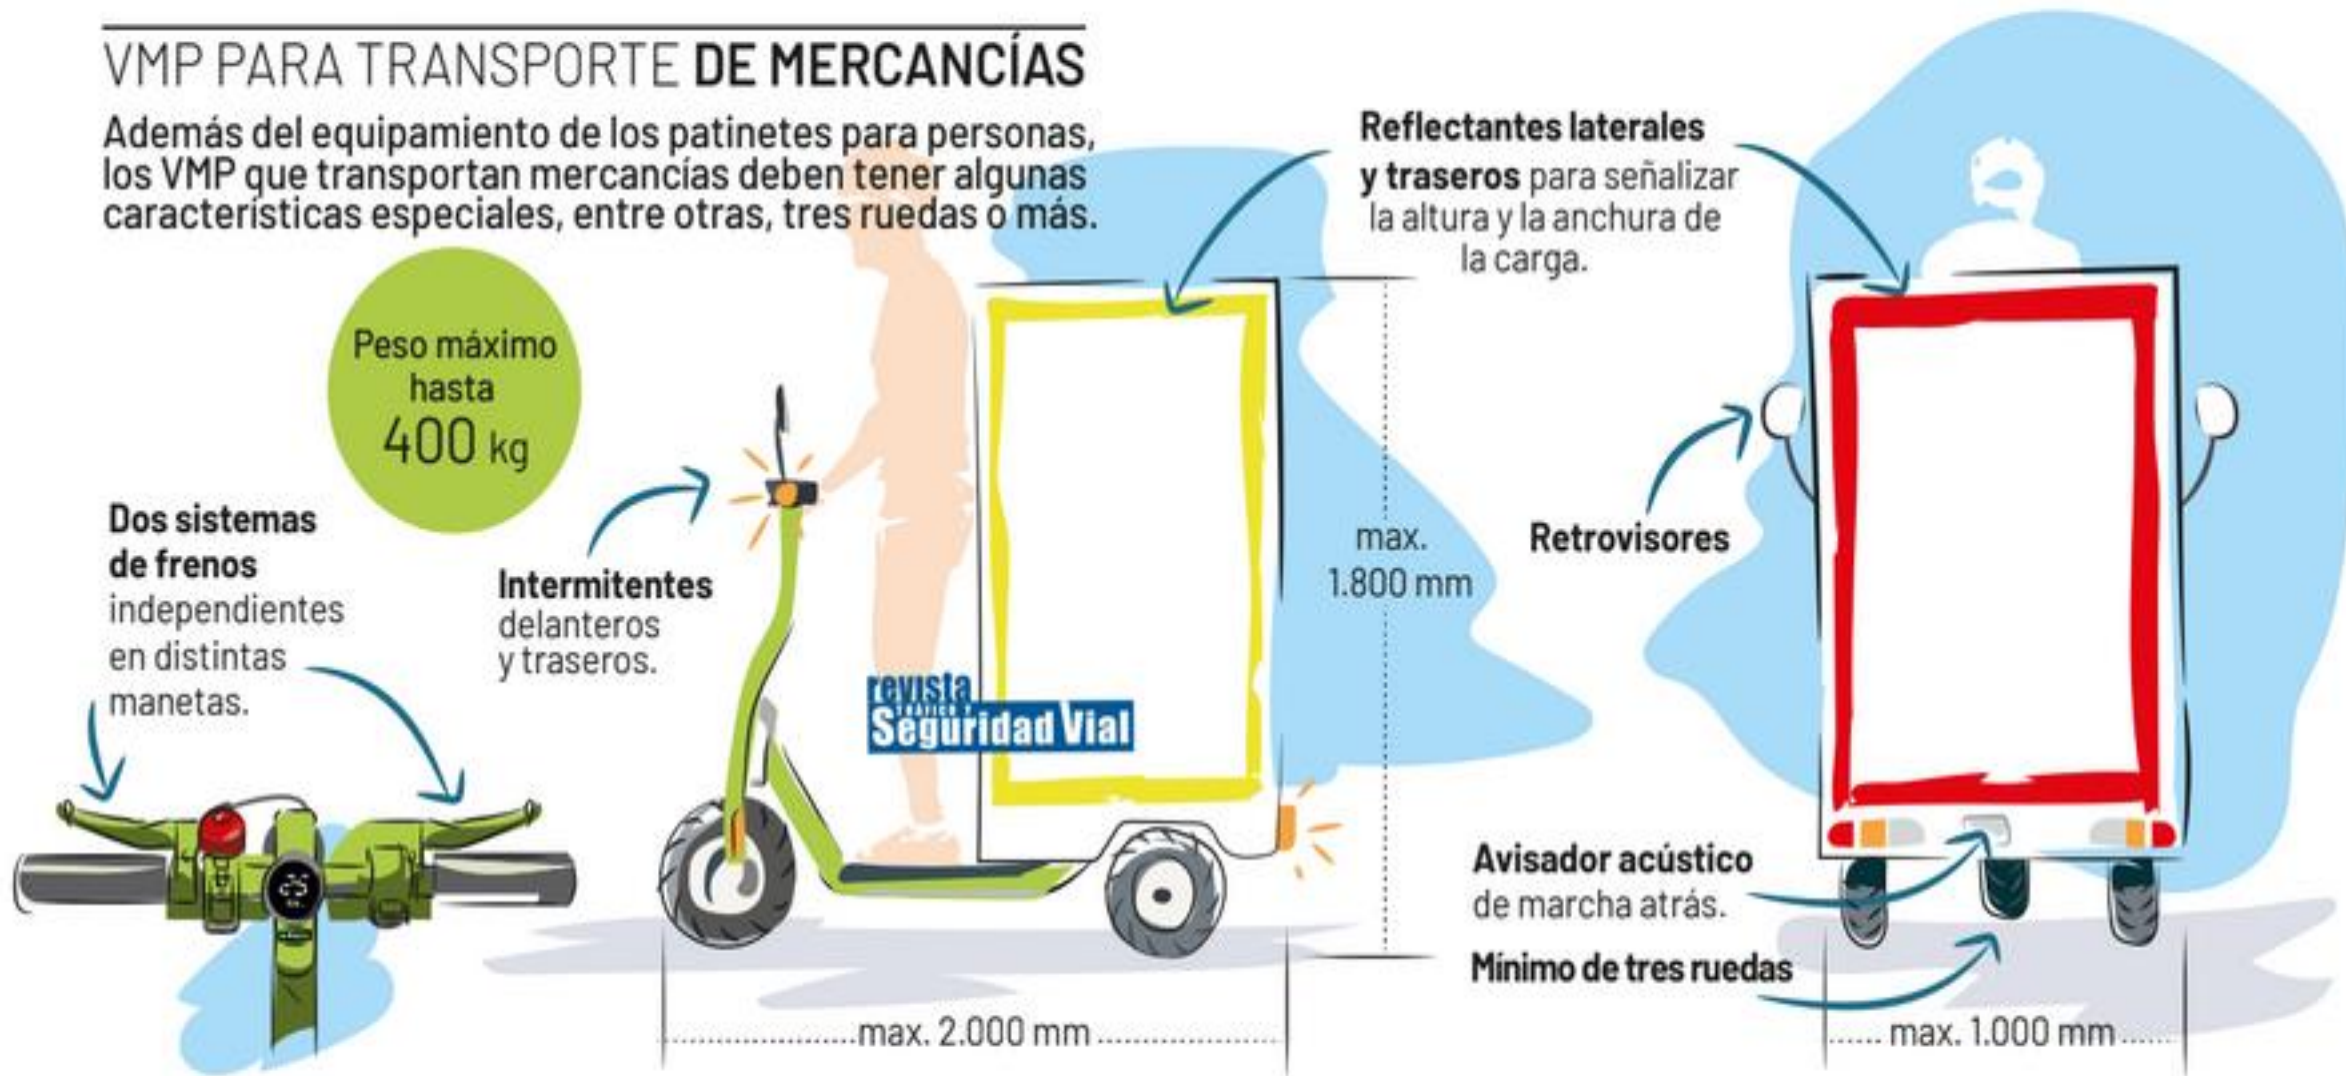 VMP PARA TRANSPORTE DE MERCANCÍAS
Además del equipamiento de los patinetes para personas,
los VMP que transportan mercancías deben tener algunas
características especiales, entre otras, tres ruedas o más.
Peso máximo
hasta
400 kg
Dos sistemas
de frenos
independientes
en distintas
manetas.
Intermitentes
delanteros
y traseros.
Reflectantes laterales
y traseros para señalizar
la altura y la anchura de
la carga.
max.
1.800 mm
Retrovisores
revista
TRÁFICO Y
Seguridad Vial
Avisador acústico
de marcha atrás.
Mínimo de tres ruedas
max. 2.000 mm
max. 1.000 mm